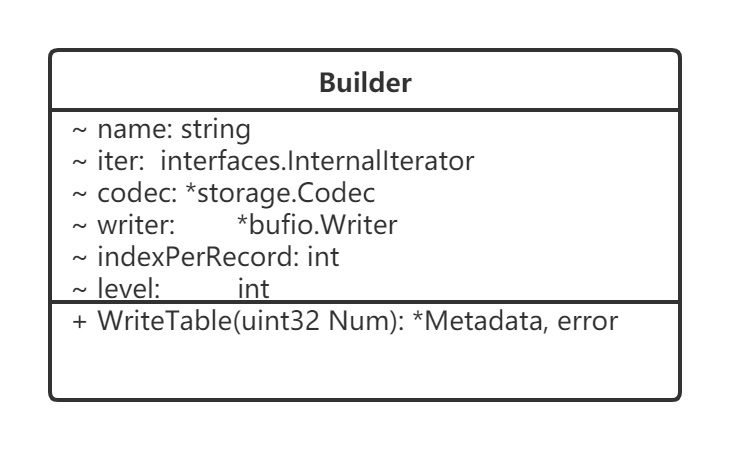 Builder
~ name: string
~ iter:  interfaces.InternalIterator
~ codec: *storage.Codec
~ writer:        *bufio.Writer
~ indexPerRecord: int
~ level:          int
+ WriteTable(uint32 Num): *Metadata, error